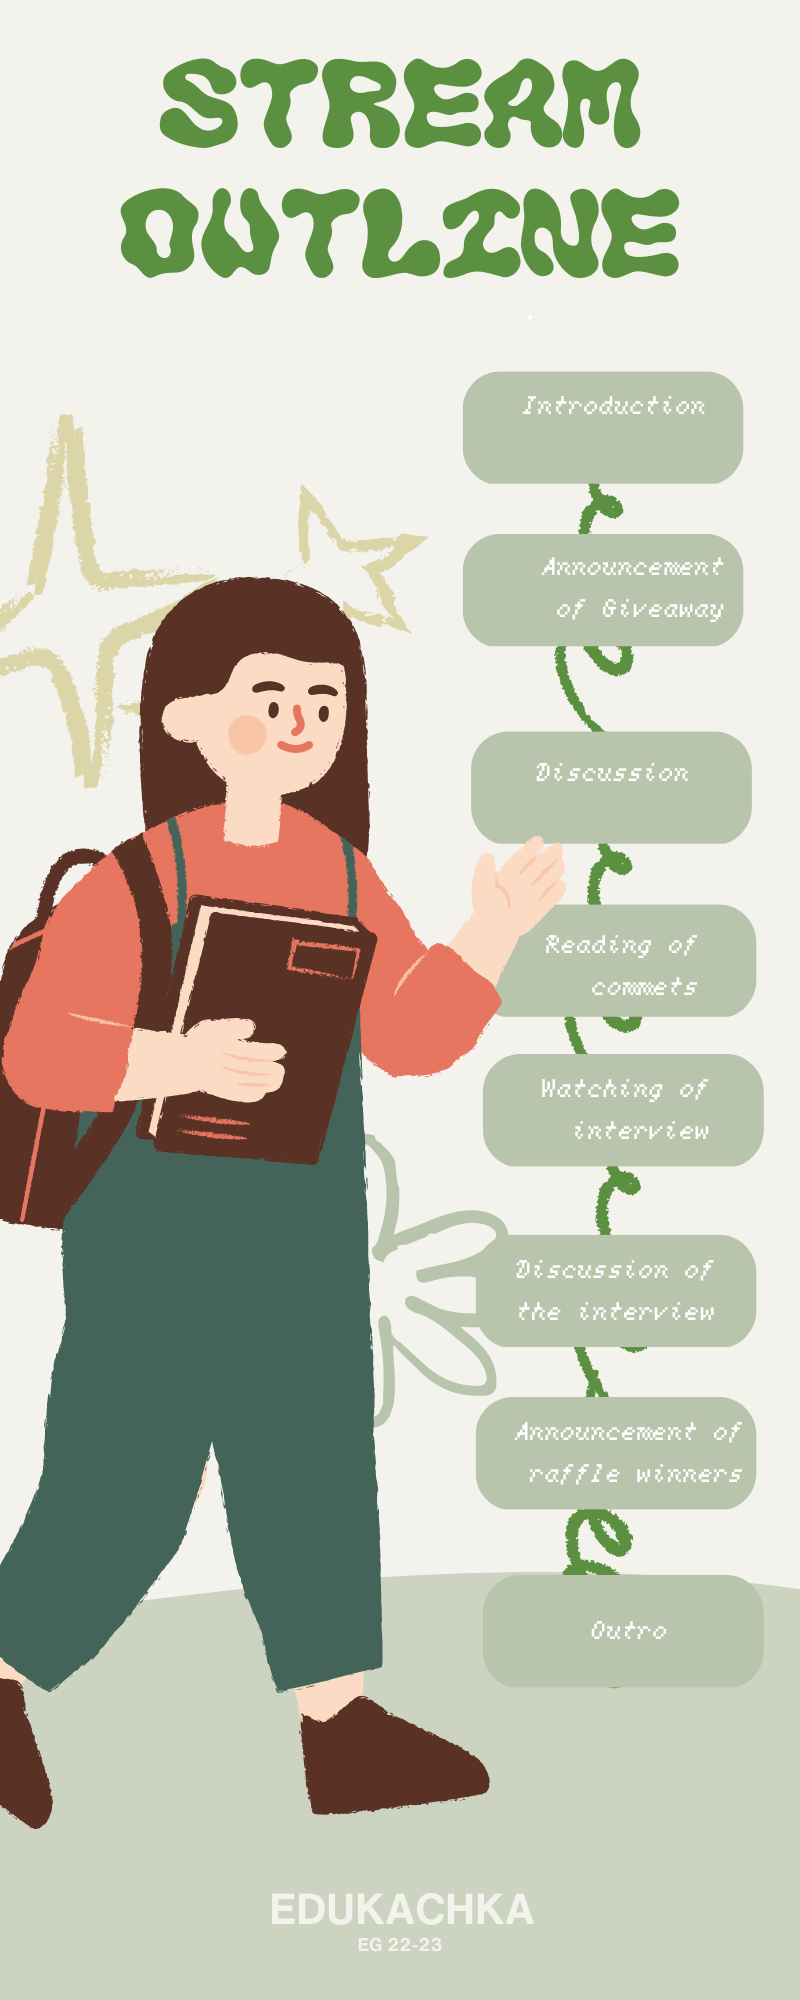 STREAM
OUTLINE
Introduction
Announcement
of Giveaway
Discussion
Reading of
commets
Watching of
interview
Discussion of
the interview
Announcement of
raffle winners
Outro
EDUKACHKA
EG 22-23